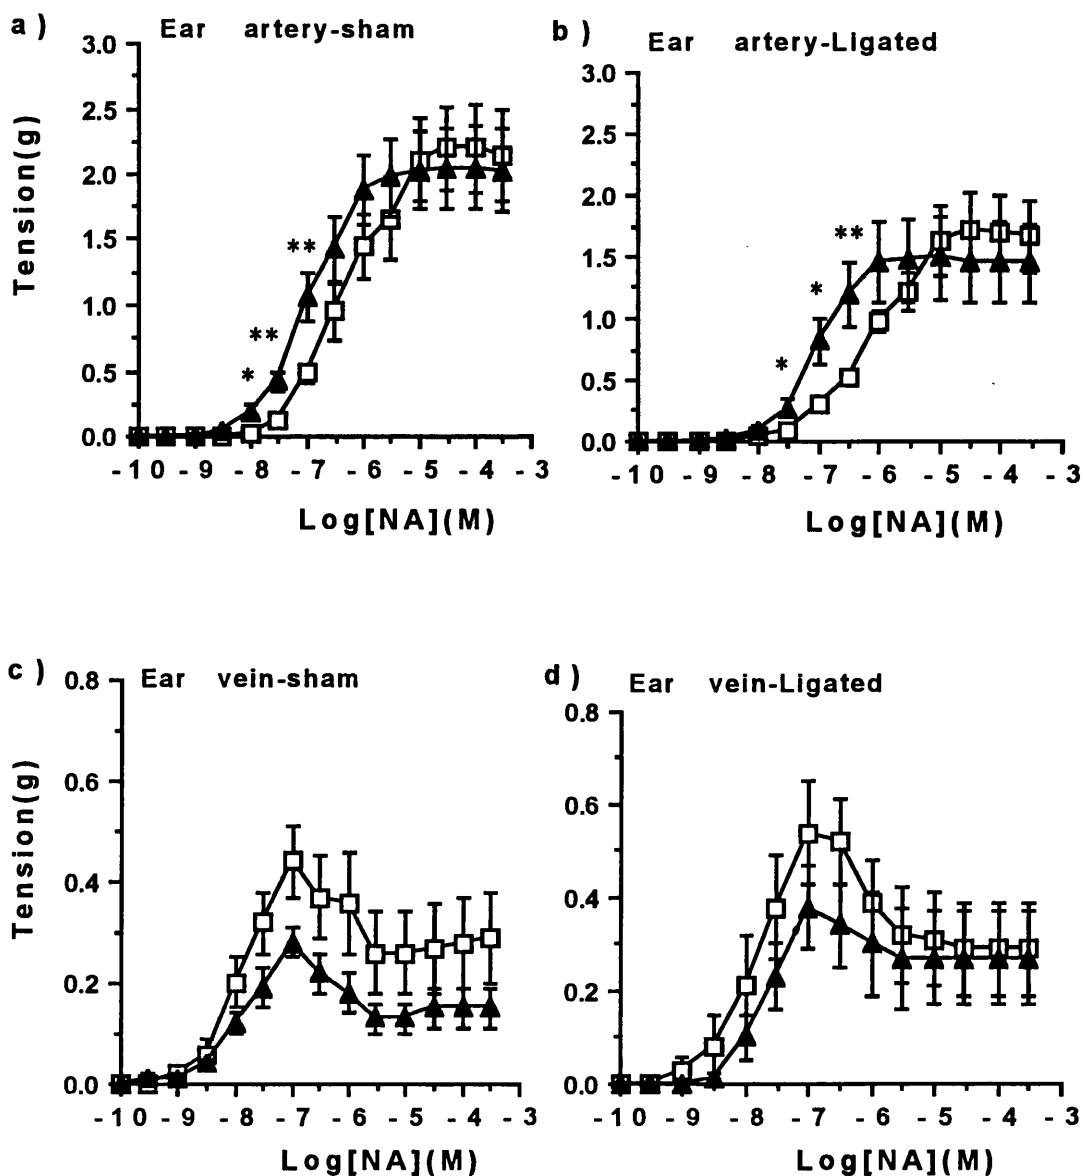 a) Ear artery-sham
3.0
2.5
2.0
1.5
1.0
0.5
0.0
Tension(g)
**
**
*
-10 -9 -8 -7 -6 -5 -4 -3
Log[NA](M)
b) Ear artery-Ligated
3.0
2.5
2.0
1.5
1.0
0.5
0.0
**
*
*
-10 -9 -8 -7 -6 -5 -4 -3
Log[NA](M)
c) Ear vein-sham
0.8
0.6
0.4
0.2
0.0
Tension(g)
-10 -9 -8 -7 -6 -5 -4 -3
Log[NA](M)
d) Ear vein-Ligated
0.8
0.6
0.4
0.2
0.0
-10 -9 -8 -7 -6 -5 -4 -3
Log[NA](M)